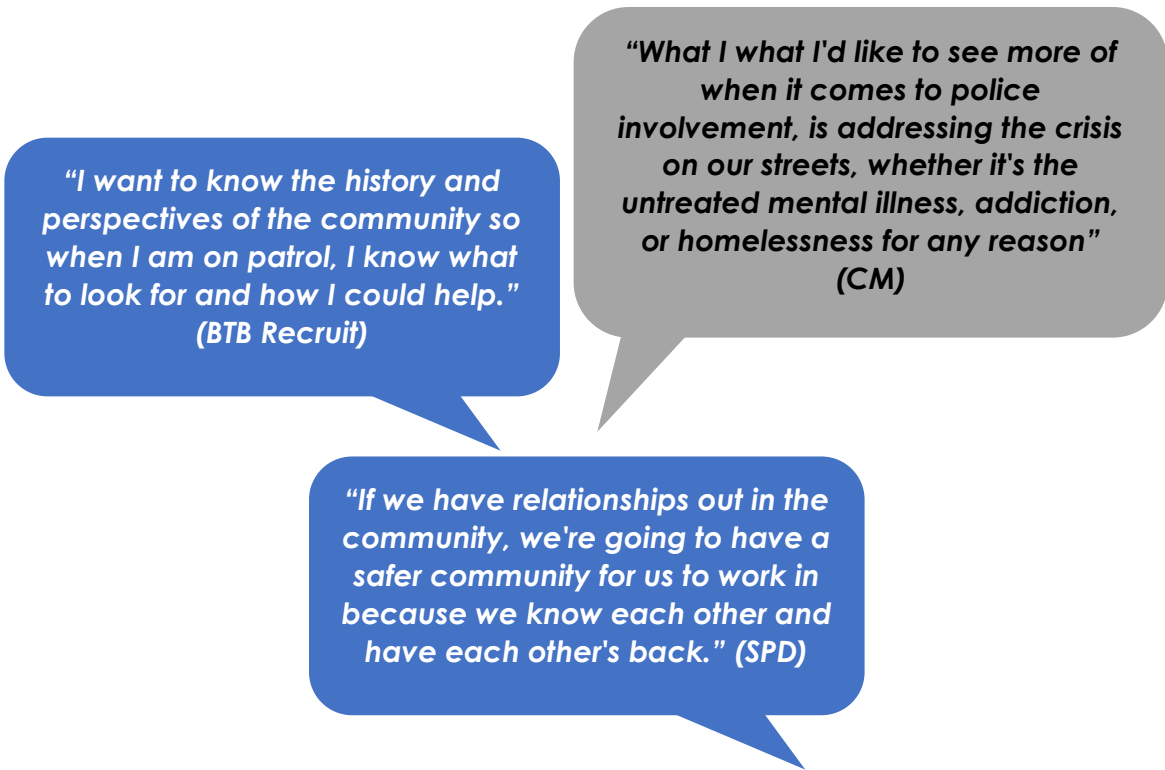 “What I what I'd like to see more of
when it comes to police
involvement, is addressing the crisis
on our streets, whether it's the
untreated mental illness, addiction,
or homelessness for any reason”
(CM)
“I want to know the history and
perspectives of the community so
when I am on patrol, I know what
to look for and how I could help.”
(BTB Recruit)
“If we have relationships out in the
community, we're going to have a
safer community for us to work in
because we know each other and
have each other's back.” (SPD)